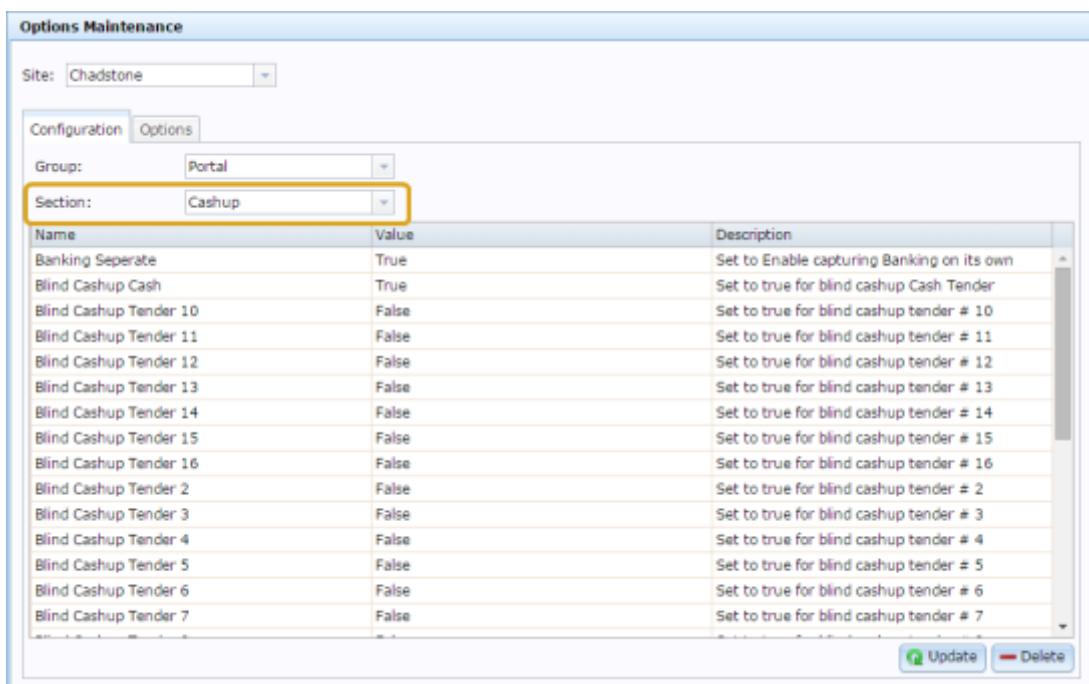 Options Maintenance
Site: Chadstone
Configuration Options
Group: Portal
Section: Cashup
Name Value Description
Banking Seperate True Set to Enable capturing Banking on its own
Blind Cashup Cash True Set to true for blind cashup Cash Tender
Blind Cashup Tender 10 False Set to true for blind cashup tender # 10
Blind Cashup Tender 11 False Set to true for blind cashup tender # 11
Blind Cashup Tender 12 False Set to true for blind cashup tender # 12
Blind Cashup Tender 13 False Set to true for blind cashup tender # 13
Blind Cashup Tender 14 False Set to true for blind cashup tender # 14
Blind Cashup Tender 15 False Set to true for blind cashup tender # 15
Blind Cashup Tender 16 False Set to true for blind cashup tender # 16
Blind Cashup Tender 2 False Set to true for blind cashup tender # 2
Blind Cashup Tender 3 False Set to true for blind cashup tender # 3
Blind Cashup Tender 4 False Set to true for blind cashup tender # 4
Blind Cashup Tender 5 False Set to true for blind cashup tender # 5
Blind Cashup Tender 6 False Set to true for blind cashup tender # 6
Blind Cashup Tender 7 False Set to true for blind cashup tender # 7
Update Delete